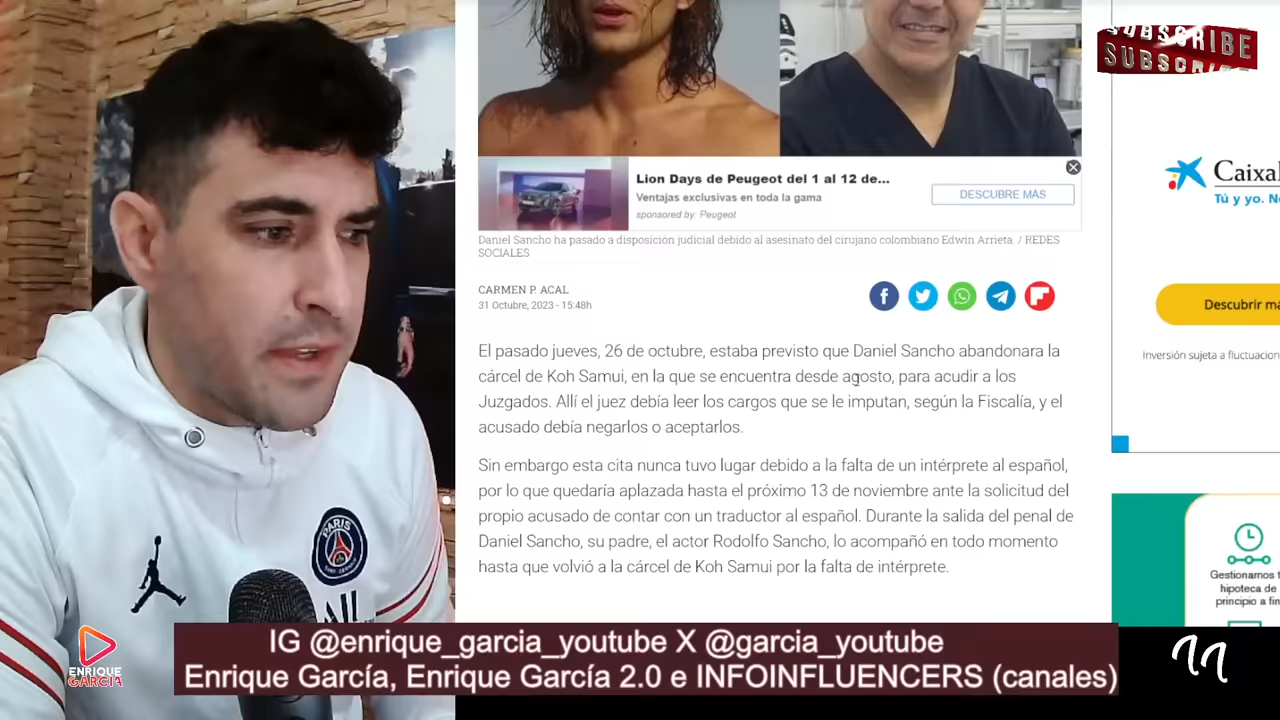 SUBSCRIBE
SUBSCRIBE
Lion Days de Peugeot del 1 al 12 de...
Ventajas exclusivas en toda la gama
sponsored by: Peugeot
DESCUBRE MÁS
Daniel Sancho ha pasado a disposición judicial debido al asesinato del cirujano colombiano Edwin Arrieta. / REDES
SOCIALES
CARMEN P. ACAL
31 Octubre, 2023 - 15:48h
El pasado jueves, 26 de octubre, estaba previsto que Daniel Sancho abandonara la
cárcel de Koh Samui, en la que se encuentra desde agosto, para acudir a los
Juzgados. Allí el juez debía leer los cargos que se le imputan, según la Fiscalía, y el
acusado debía negarlos o aceptarlos.
Sin embargo esta cita nunca tuvo lugar debido a la falta de un intérprete al español,
por lo que quedaría aplazada hasta el próximo 13 de noviembre ante la solicitud del
propio acusado de contar con un traductor al español. Durante la salida del penal de
Daniel Sancho, su padre, el actor Rodolfo Sancho, lo acompañó en todo momento
hasta que volvió a la cárcel de Koh Samui por la falta de intérprete.
Tú y yo.
Descubrir
Inversión sujeta a
Gestionamos
hipoteca de
principio a
PARIS
IG @enrique_garcia_youtube X @garcia_youtube
Enrique García, Enrique García 2.0 e INFOINFLUENCERS (canales)
ENRIQUE
GARCÍA